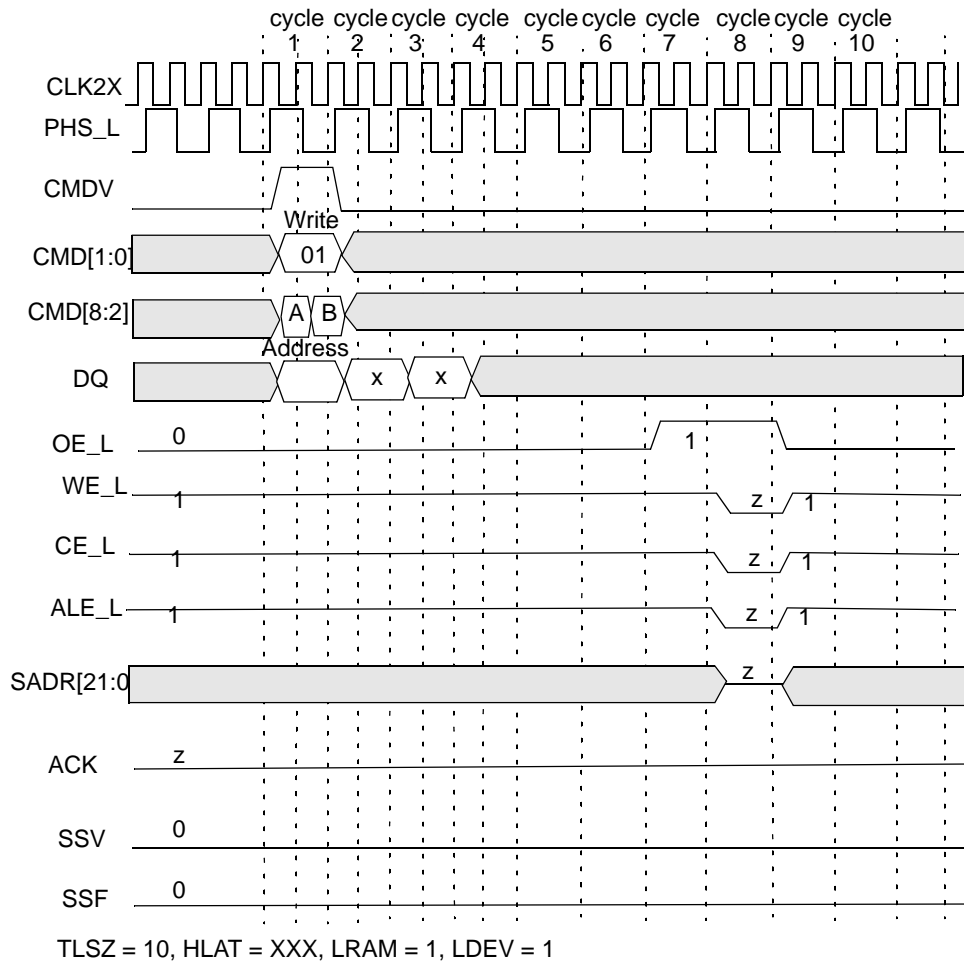 cycle cycle cycle cycle cycle cycle cycle cycle cycle cycle
1 2 3 4 5 6 7 8 9 10
CLK2X
PHS_L
CMDV
Write
CMD[1:0] 01
CMD[8:2] A B
Address
DQ x x
OE_L 0 1
WE_L 1 z 1
CE_L 1 z 1
ALE_L 1 z 1
SADR[21:0 z
ACK z
SSV 0
SSF 0
TLSZ = 10, HLAT = XXX, LRAM = 1, LDEV = 1